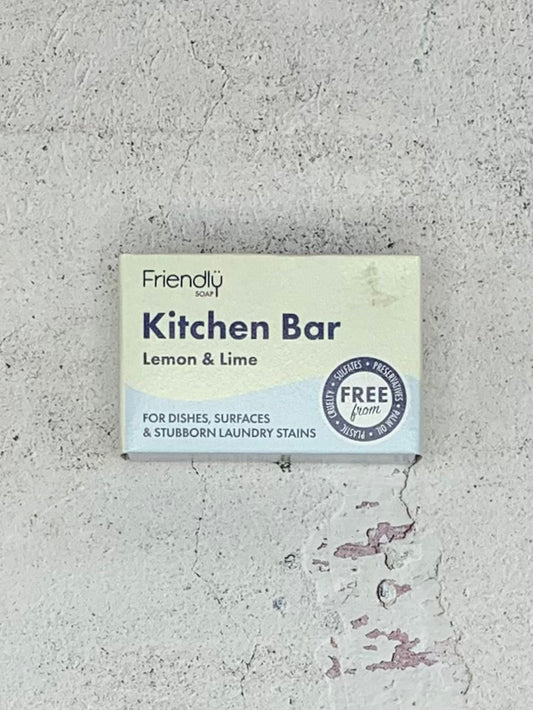 Friendlÿ
SOAP
Kitchen Bar
Lemon & Lime
FOR DISHES, SURFACES
& STUBBORN LAUNDRY STAINS
FREE
from
SULFATES • PRESERVATIVES • PALM OIL • PLASTIC • CRUELTY •